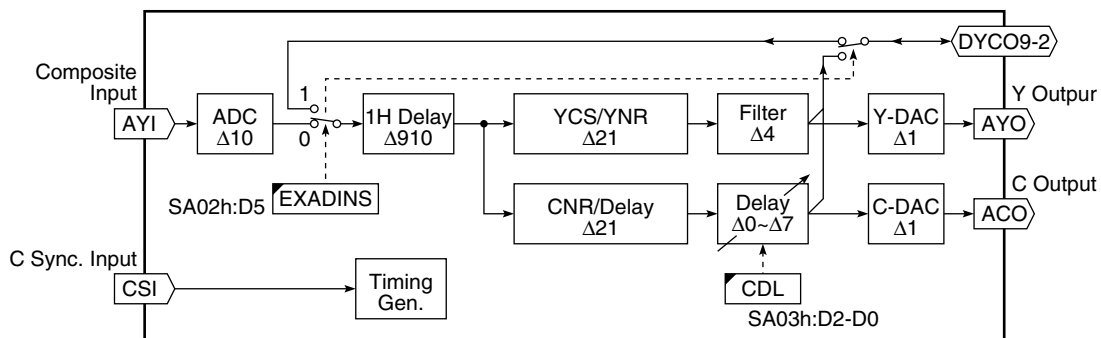 DYCO9-2
Composite
Input
Y Outpur
1
AYI
ADC
Δ10
0
1H Delay
Δ910
YCS/YNR
Δ21
Filter
Δ4
Y-DAC
Δ1
AYO
C Output
SA02h:D5
EXADINS
CNR/Delay
Δ21
Delay
Δ0~Δ7
C-DAC
Δ1
ACO
C Sync. Input
CSI
Timing
Gen.
CDL
SA03h:D2-D0